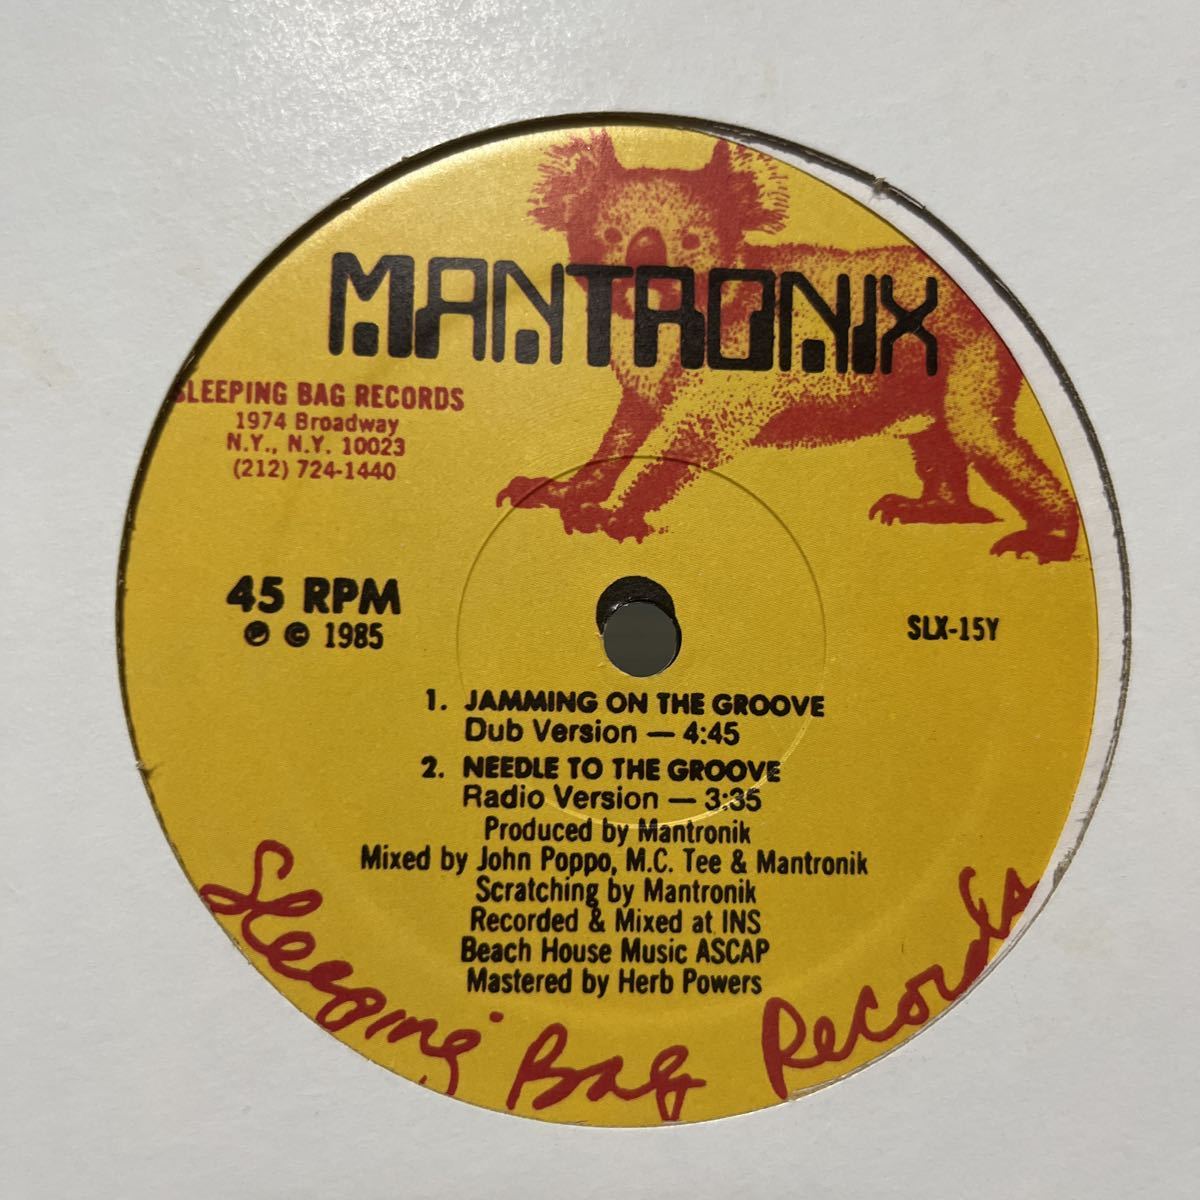 MANTRONIX
SLEEPING BAG RECORDS
1974 Broadway
N.Y., N.Y. 10023
(212) 724-1440
45 RPM
℗ © 1985
SLX-15Y
1. JAMMING ON THE GROOVE
Dub Version — 4:45
2. NEEDLE TO THE GROOVE
Radio Version — 3:35
Produced by Mantronik
Mixed by John Poppo, M.C. Tee & Mantronik
Scratching by Mantronik
Recorded & Mixed at INS
Beach House Music ASCAP
Mastered by Herb Powers
Sleeping Bag Records